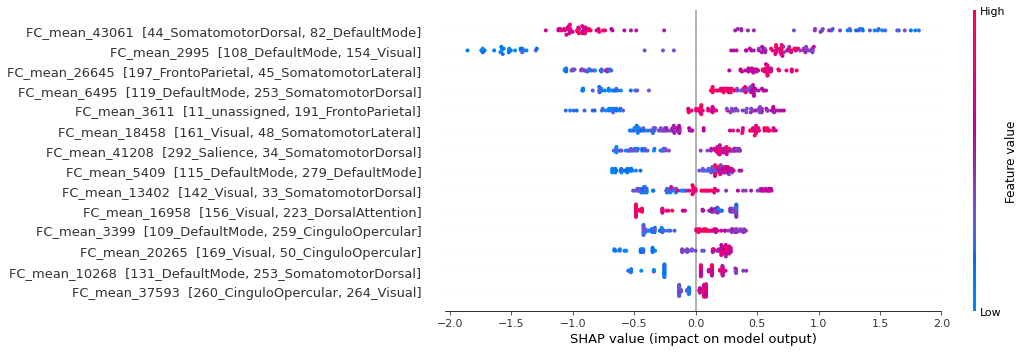 High
FC_mean_43061 [44_SomatomotorDorsal, 82_DefaultMode]
FC_mean_2995 [108_DefaultMode, 154_Visual]
FC_mean_26645 [197_FrontoParietal, 45_SomatomotorLateral]
FC_mean_6495 [119_DefaultMode, 253_SomatomotorDorsal]
FC_mean_3611 [11_unassigned, 191_FrontoParietal]
FC_mean_18458 [161_Visual, 48_SomatomotorLateral]
FC_mean_41208 [292_Salience, 34_SomatomotorDorsal]
FC_mean_5409 [115_DefaultMode, 279_DefaultMode]
FC_mean_13402 [142_Visual, 33_SomatomotorDorsal]
FC_mean_16958 [156_Visual, 223_DorsalAttention]
FC_mean_3399 [109_DefaultMode, 259_CinguloOpercular]
FC_mean_20265 [169_Visual, 50_CinguloOpercular]
FC_mean_10268 [131_DefaultMode, 253_SomatomotorDorsal]
FC_mean_37593 [260_CinguloOpercular, 264_Visual]
Feature value
Low
−2.0 −1.5 −1.0 −0.5 0.0 0.5 1.0 1.5 2.0
SHAP value (impact on model output)